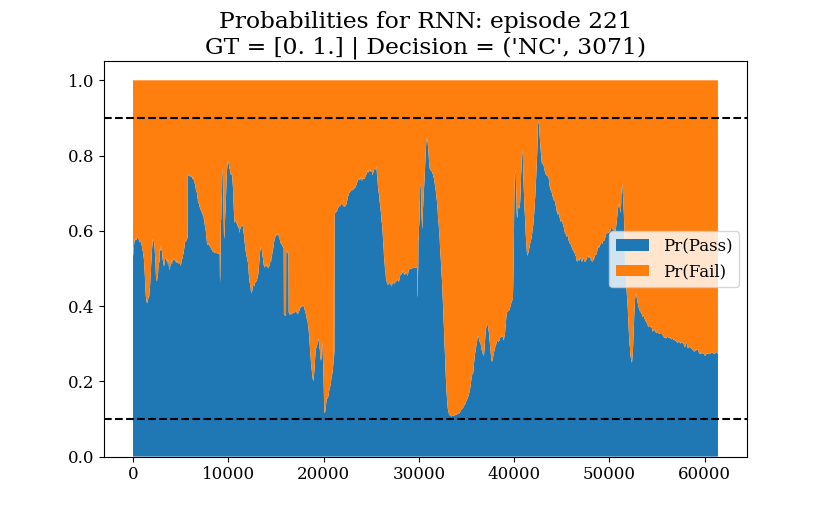 Probabilities for RNN: episode 221
GT = [0. 1.] | Decision = ('NC', 3071)
1.0
0.8
0.6
0.4
0.2
0.0
Pr(Pass)
Pr(Fail)
0 10000 20000 30000 40000 50000 60000